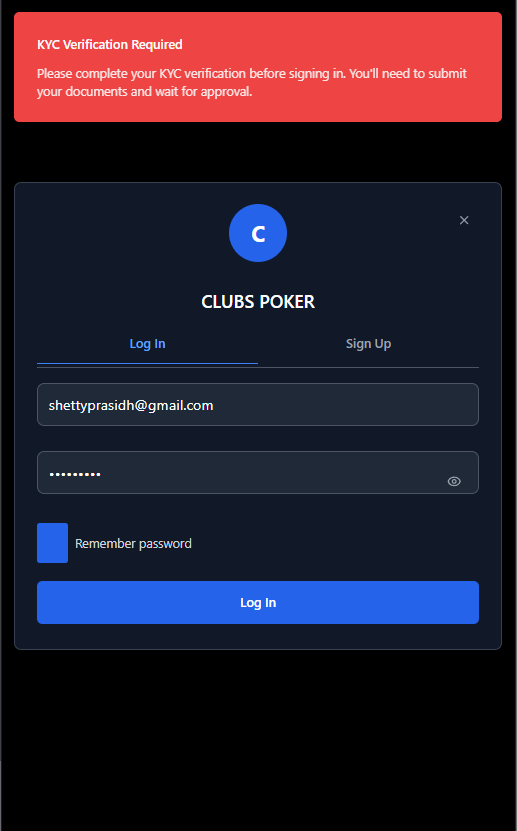 KYC Verification Required
Please complete your KYC verification before signing in. You'll need to submit
your documents and wait for approval.
C
CLUBS POKER
Log In
Sign Up
shettyprasidh@gmail.com
•••••••••
Remember password
Log In